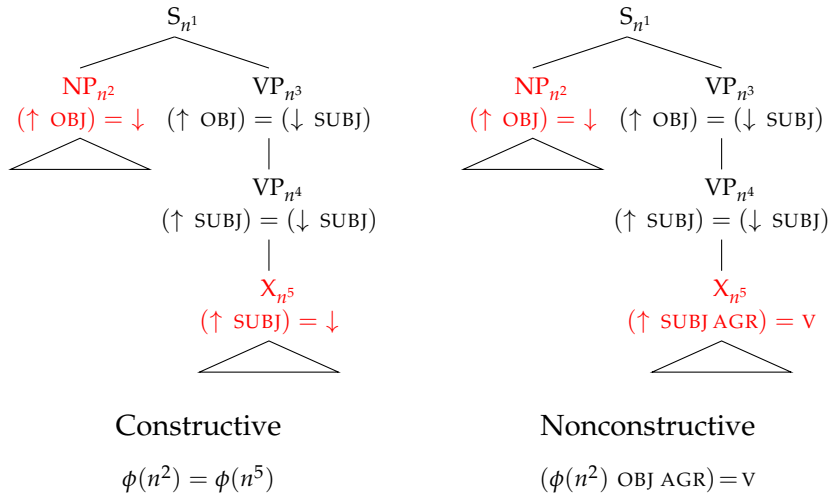 S_{n^1} S_{n^1}
NP_{n^2} VP_{n^3} NP_{n^2} VP_{n^3}
(↑ OBJ) = ↓ (↑ OBJ) = (↓ SUBJ) (↑ OBJ) = ↓ (↑ OBJ) = (↓ SUBJ)
VP_{n^4} VP_{n^4}
(↑ SUBJ) = (↓ SUBJ) (↑ SUBJ) = (↓ SUBJ)
X_{n^5} X_{n^5}
(↑ SUBJ) = ↓ (↑ SUBJ AGR) = V
Constructive Nonconstructive
ϕ(n^2) = ϕ(n^5) (ϕ(n^2) OBJ AGR) = V